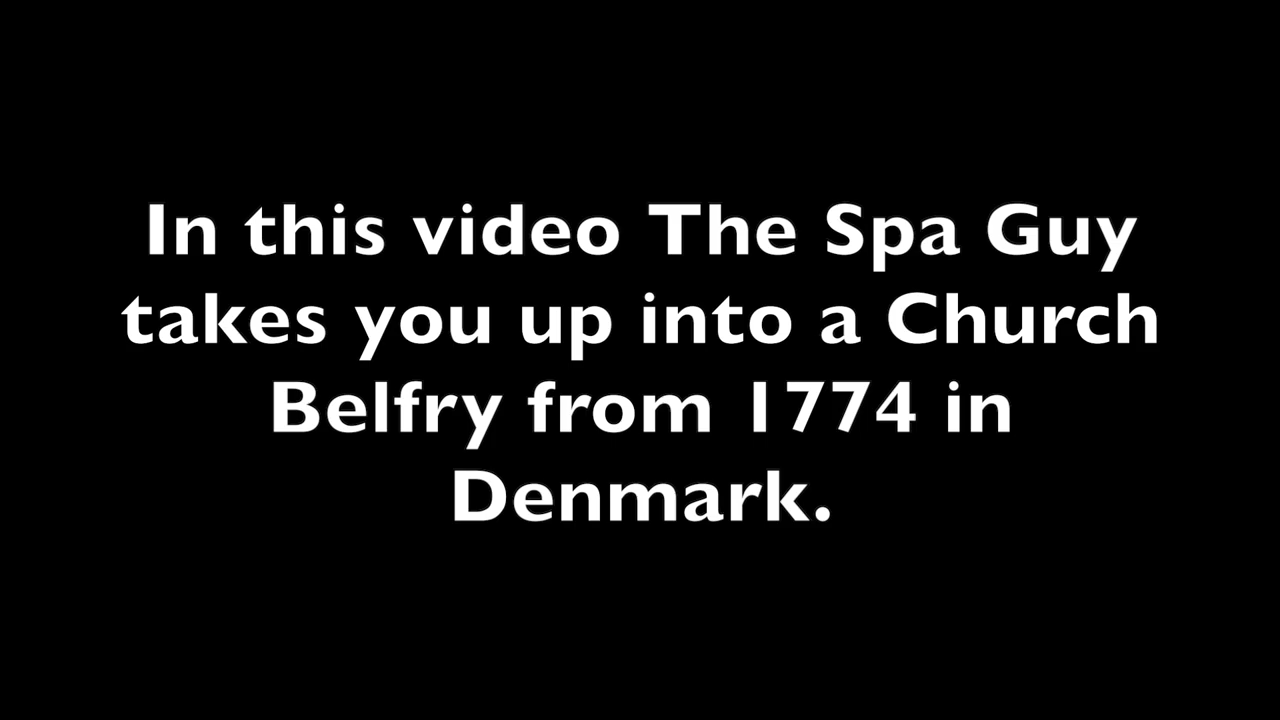 In this video The Spa Guy
takes you up into a Church
Belfry from 1774 in
Denmark.